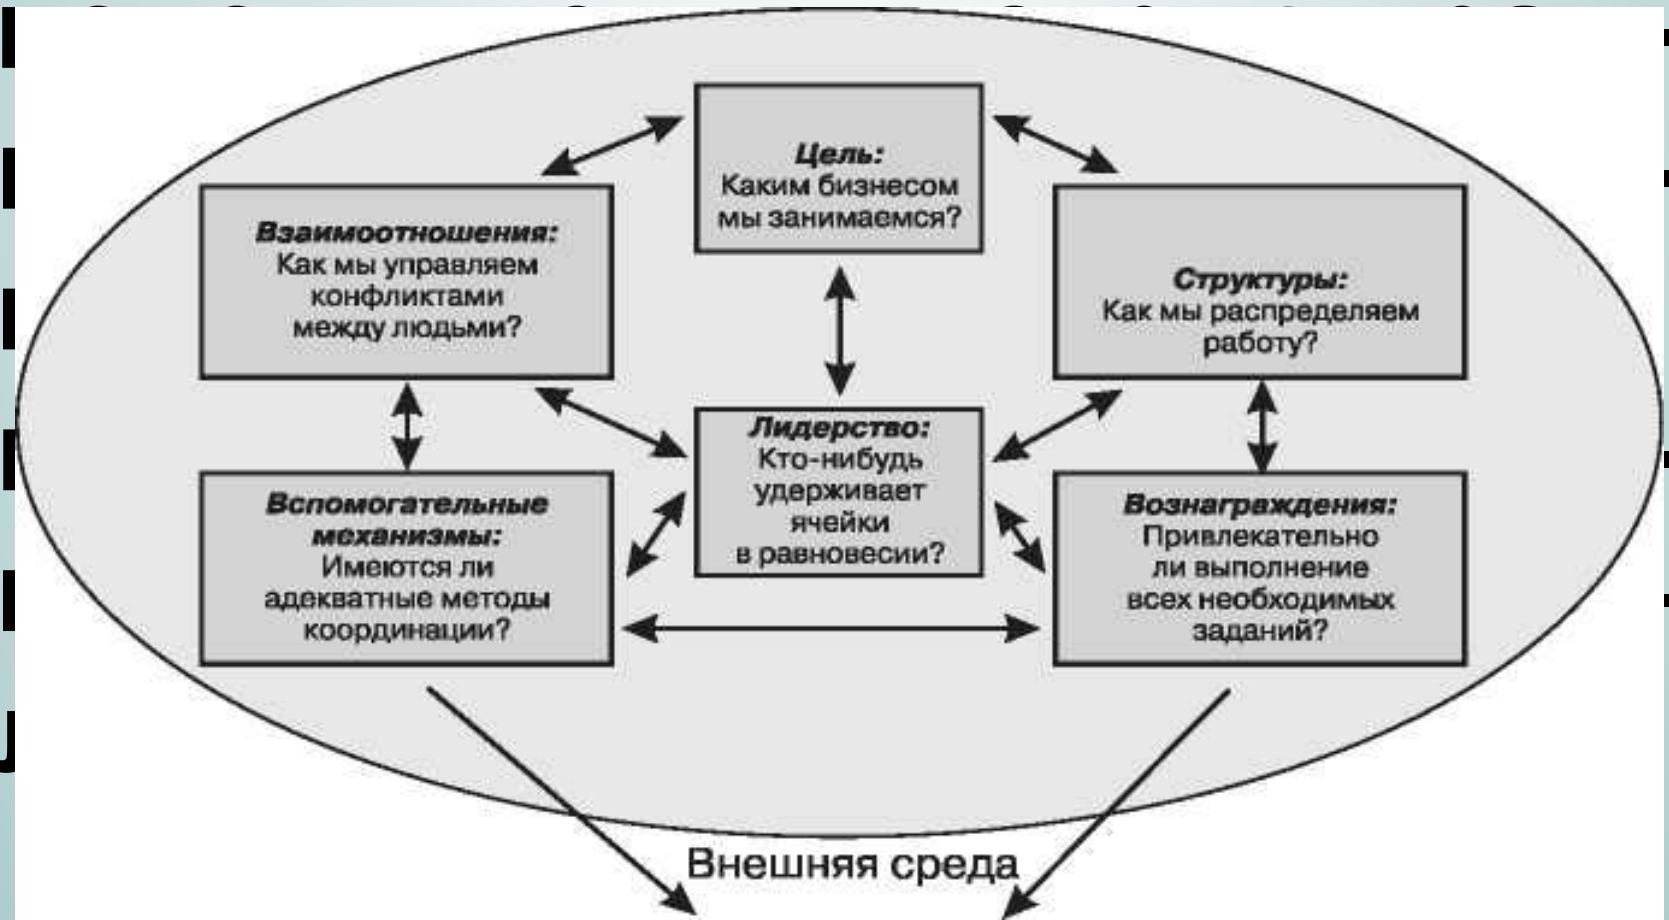 Цель:
Каким бизнесом
мы занимаемся?
Взаимоотношения:
Как мы управляем
конфликтами
между людьми?
Структуры:
Как мы распределяем
работу?
Лидерство:
Кто-нибудь
удерживает
ячейки
в равновесии?
Вспомогательные
механизмы:
Имеются ли
адекватные методы
координации?
Вознаграждения:
Привлекательно
ли выполнение
всех необходимых
заданий?
Внешняя среда